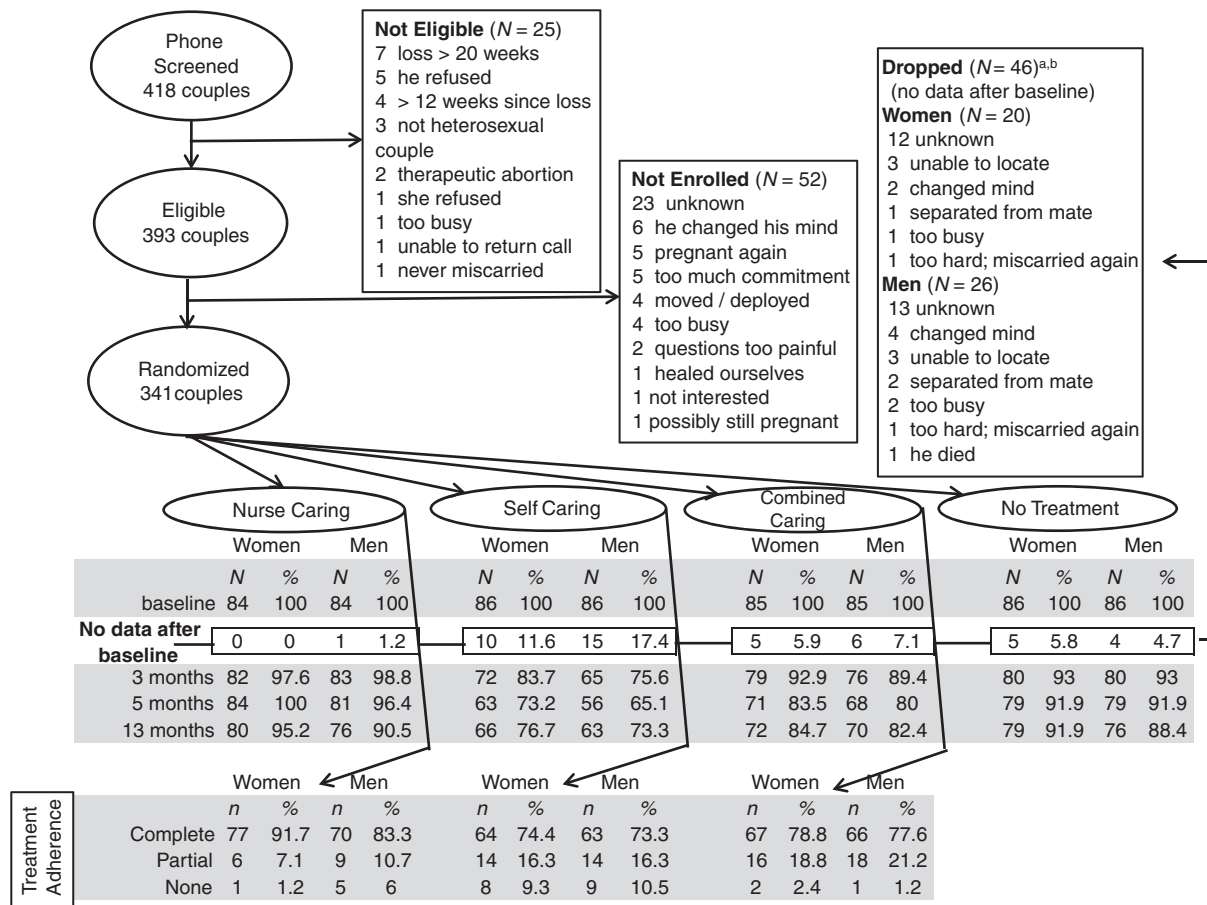 Phone
Screened
418 couples
Not Eligible (N = 25)
7 loss > 20 weeks
5 he refused
4 > 12 weeks since loss
3 not heterosexual
couple
2 therapeutic abortion
1 she refused
1 too busy
1 unable to return call
1 never miscarried
Eligible
393 couples
Not Enrolled (N = 52)
23 unknown
6 he changed his mind
5 pregnant again
5 too much commitment
4 moved / deployed
4 too busy
2 questions too painful
1 healed ourselves
1 not interested
1 possibly still pregnant
Dropped (N = 46)a,b
(no data after baseline)
Women (N = 20)
12 unknown
3 unable to locate
2 changed mind
1 separated from mate
1 too busy
1 too hard; miscarried again
Men (N = 26)
13 unknown
4 changed mind
3 unable to locate
2 separated from mate
2 too busy
1 too hard; miscarried again
1 he died
Randomized
341 couples
Nurse Caring Self Caring Combined Caring No Treatment
Women Men Women Men Women Men Women Men
N % N % N % N % N % N % N % N %
baseline 84 100 84 100 86 100 86 100 85 100 85 100 86 100 86 100
No data after baseline 0 0 1 1.2 10 11.6 15 17.4 5 5.9 6 7.1 5 5.8 4 4.7
3 months 82 97.6 83 98.8 72 83.7 65 75.6 79 92.9 76 89.4 80 93 80 93
5 months 84 100 81 96.4 63 73.2 56 65.1 71 83.5 68 80 79 91.9 79 91.9
13 months 80 95.2 76 90.5 66 76.7 63 73.3 72 84.7 70 82.4 79 91.9 76 88.4
Treatment
Adherence
Women Men Women Men Women Men
n % n % n % n % n % n %
Complete 77 91.7 70 83.3 64 74.4 63 73.3 67 78.8 66 77.6
Partial 6 7.1 9 10.7 14 16.3 14 16.3 16 18.8 18 21.2
None 1 1.2 5 6 8 9.3 9 10.5 2 2.4 1 1.2